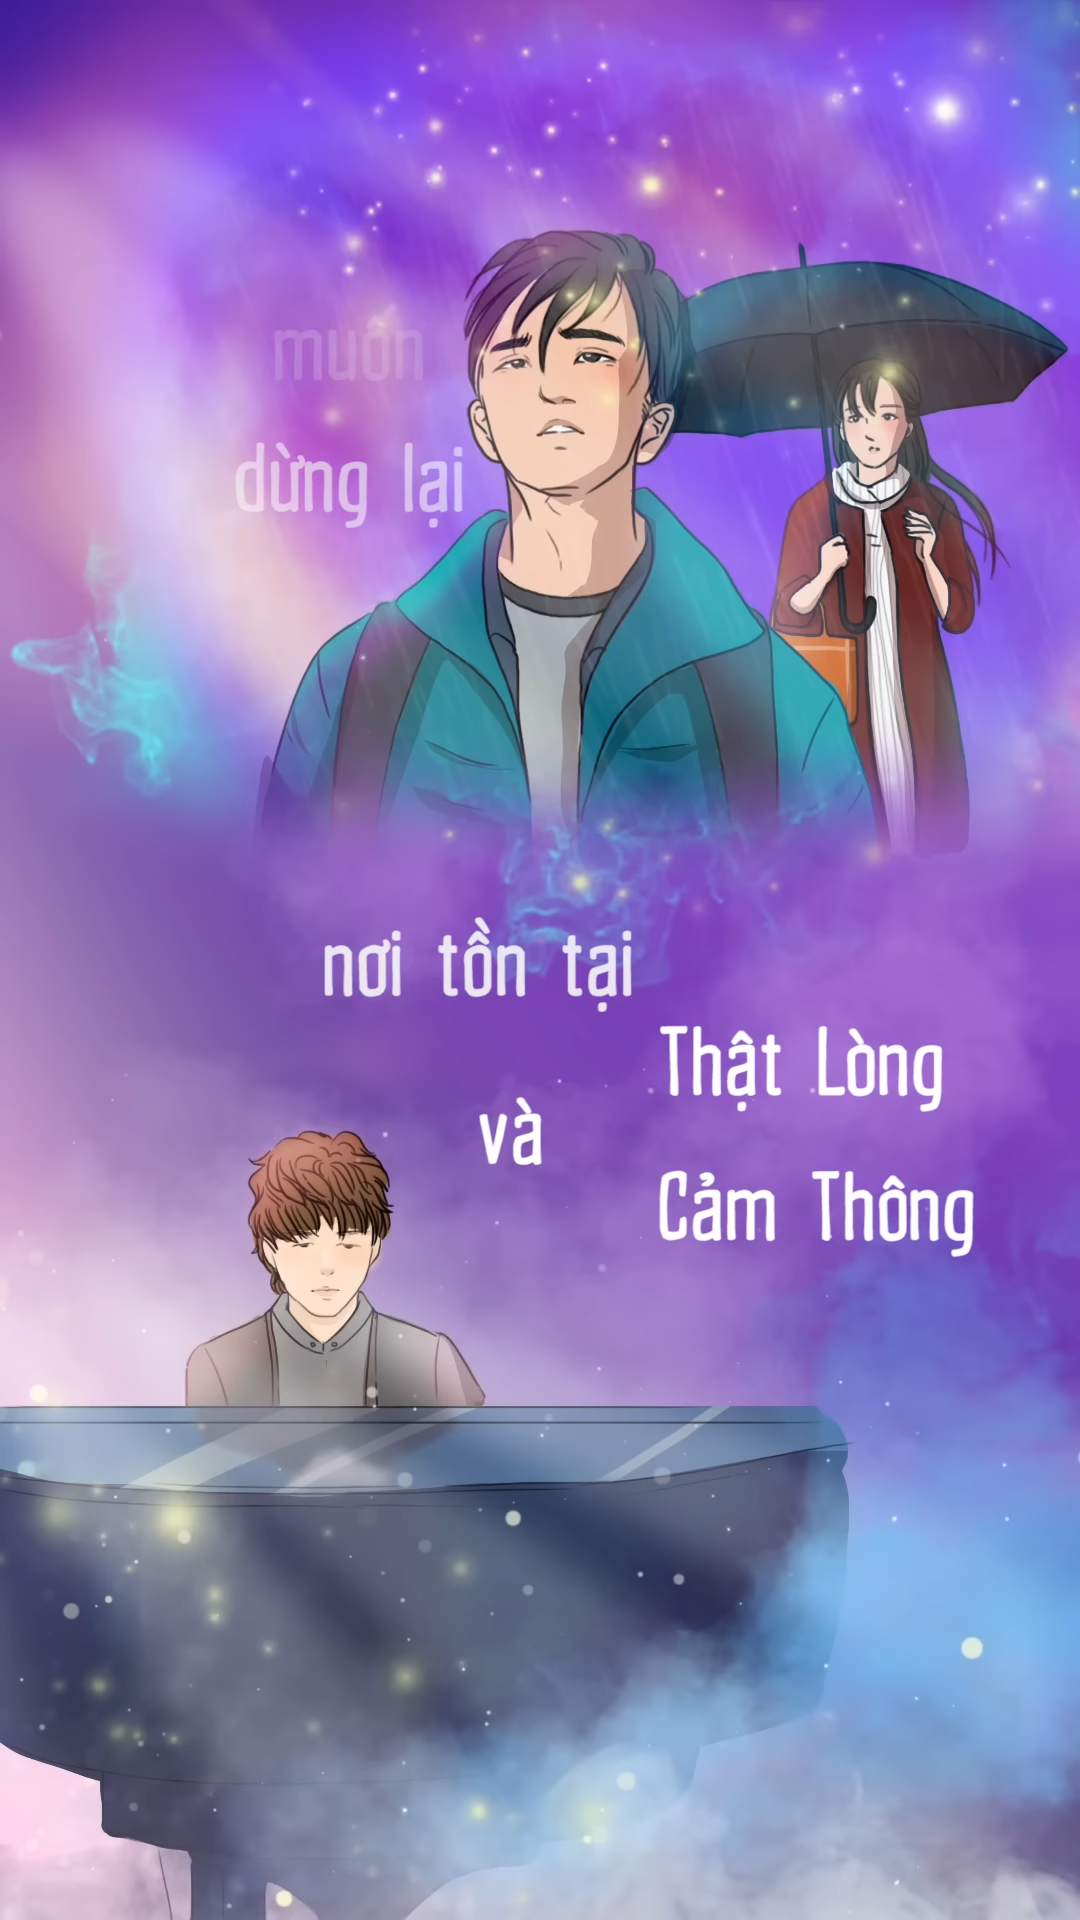 muốn
dừng lại
nơi tồn tại
Thật Lòng
và
Cảm Thông